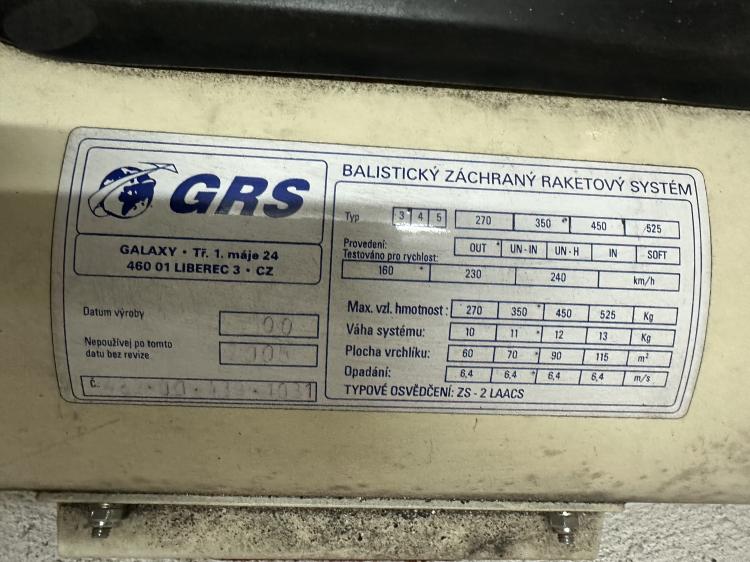 GRS
GALAXY · Tř. 1. máje 24
460 01 LIBEREC 3 · CZ
Datum výroby
00
Nepoužívej po tomto
datu bez revize
Č.
BALISTICKÝ ZÁCHRANÝ RAKETOVÝ SYSTÉM
Typ 3 4 5 270 350 450 525
Provedení: OUT UN-IN UN-H IN SOFT
Testováno pro rychlost:
160 230 240 km/h
Max. vzl. hmotnost: 270 350 450 525 Kg
Váha systému: 10 11 12 13 Kg
Plocha vrchlíku: 60 70 90 115 m²
Opadání: 6,4 6,4 6,4 6,4 m/s
TYPOVÉ OSVĚDČENÍ: ZS - 2 LAACS